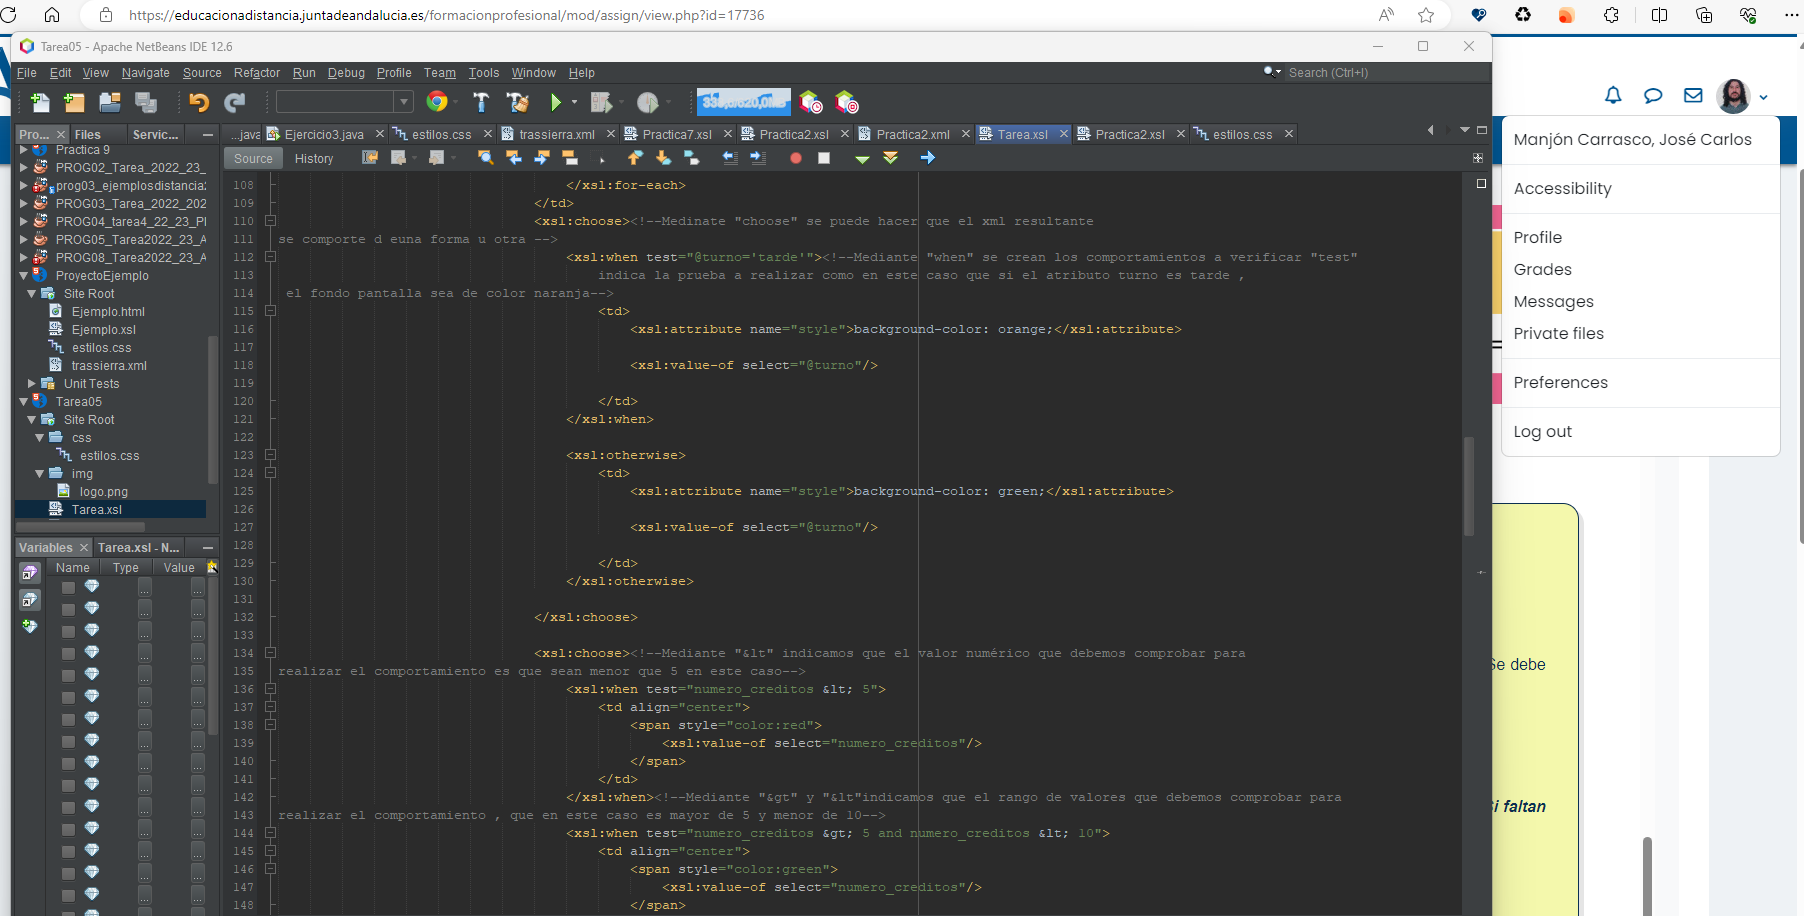 https://educacionadistancia.juntadeandalucia.es/formacionprofesional/mod/assign/view.php?id=17736
Tarea05 - Apache NetBeans IDE 12.6
File Edit View Navigate Source Refactor Run Debug Profile Team Tools Window Help
Search (Ctrl+I)
Pro... Files Servic...
...java Ejercicio3.java estilos.css trassierra.xml Practica7.xsl Practica2.xsl Practica2.xml Tarea.xsl Practica2.xsl estilos.css
Source History
Practica 9
PROG02_Tarea_2022_23_
prog03_ejemplosdistancia:
PROG03_Tarea_2022_202
PROG04_tarea4_22_23_PI
PROG05_Tarea2022_23_A
PROG08_Tarea2022_23_A
ProyectoEjemplo
Site Root
Ejemplo.html
Ejemplo.xsl
estilos.css
trassierra.xml
Unit Tests
Tarea05
Site Root
css
estilos.css
img
logo.png
Tarea.xsl
Variables Tarea.xsl - N...
Name Type Value
108 </xsl:for-each>
109 </td>
110 <xsl:choose><!--Medinate "choose" se puede hacer que el xml resultante
111 se comporte d euna forma u otra -->
112 <xsl:when test="@turno='tarde'"><!--Mediante "when" se crean los comportamientos a verificar "test"
113 indica la prueba a realizar como en este caso que si el atributo turno es tarde ,
114 el fondo pantalla sea de color naranja-->
115 <td>
116 <xsl:attribute name="style">background-color: orange;</xsl:attribute>
117
118 <xsl:value-of select="@turno"/>
119
120 </td>
121 </xsl:when>
122
123 <xsl:otherwise>
124 <td>
125 <xsl:attribute name="style">background-color: green;</xsl:attribute>
126
127 <xsl:value-of select="@turno"/>
128
129 </td>
130 </xsl:otherwise>
131
132 </xsl:choose>
133
134 <xsl:choose><!--Mediante "&lt" indicamos que el valor numérico que debemos comprobar para
135 realizar el comportamiento es que sean menor que 5 en este caso-->
136 <xsl:when test="numero_creditos &lt; 5">
137 <td align="center">
138 <span style="color:red">
139 <xsl:value-of select="numero_creditos"/>
140 </span>
141 </td>
142 </xsl:when><!--Mediante "&gt" y "&lt"indicamos que el rango de valores que debemos comprobar para
143 realizar el comportamiento , que en este caso es mayor de 5 y menor de 10-->
144 <xsl:when test="numero_creditos &gt; 5 and numero_creditos &lt; 10">
145 <td align="center">
146 <span style="color:green">
147 <xsl:value-of select="numero_creditos"/>
148 </span>
Manjón Carrasco, José Carlos
Accessibility
Profile
Grades
Messages
Private files
Preferences
Log out
Se debe
Si faltan